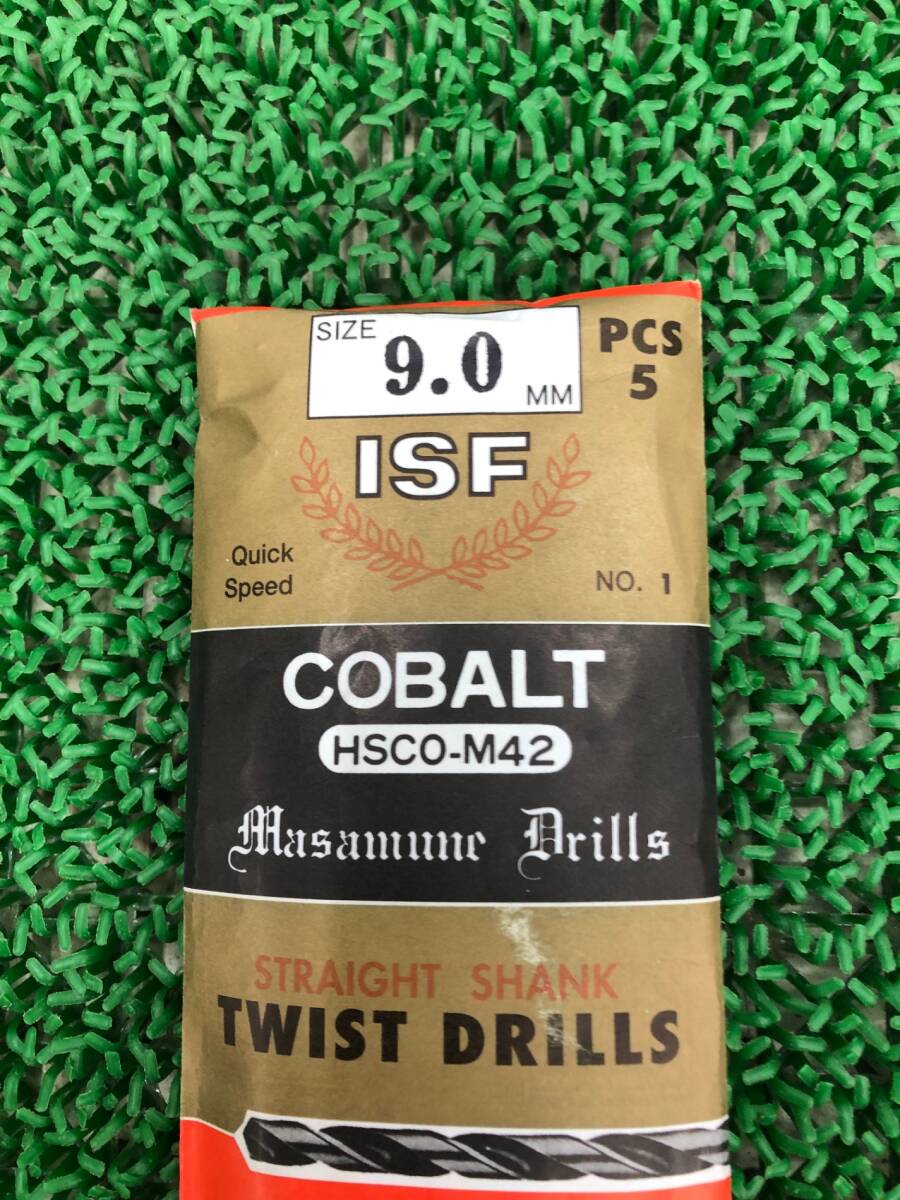 SIZE 9.0 MM
PCS
5
ISF
Quick
Speed
NO. 1
COBALT
HSCO-M42
Masamune Drills
STRAIGHT SHANK
TWIST DRILLS